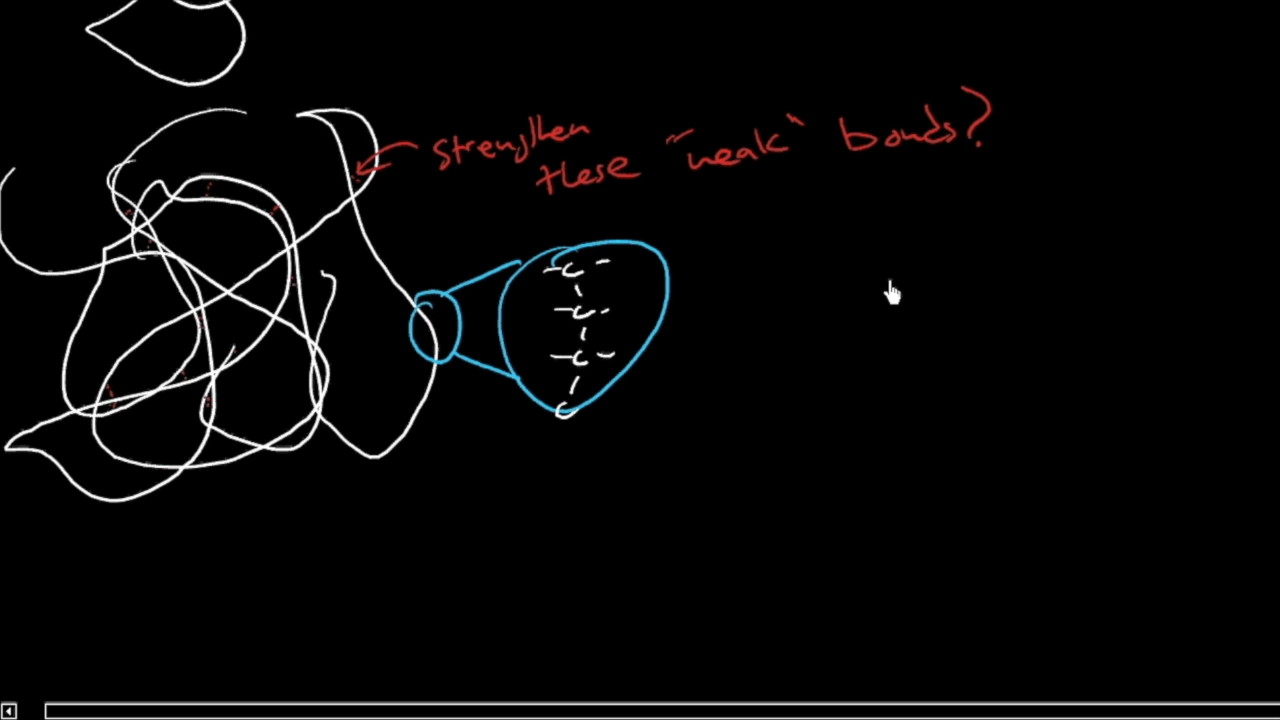 strengthen
these "weak" bonds?
-C-
-C-
-C-
C